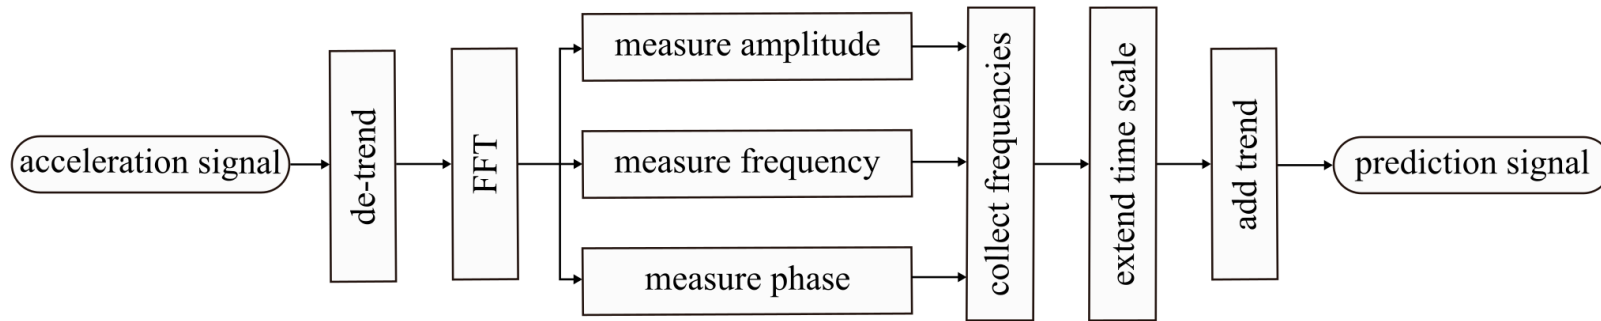 acceleration signal
de-trend
FFT
measure amplitude
measure frequency
measure phase
collect frequencies
extend time scale
add trend
prediction signal